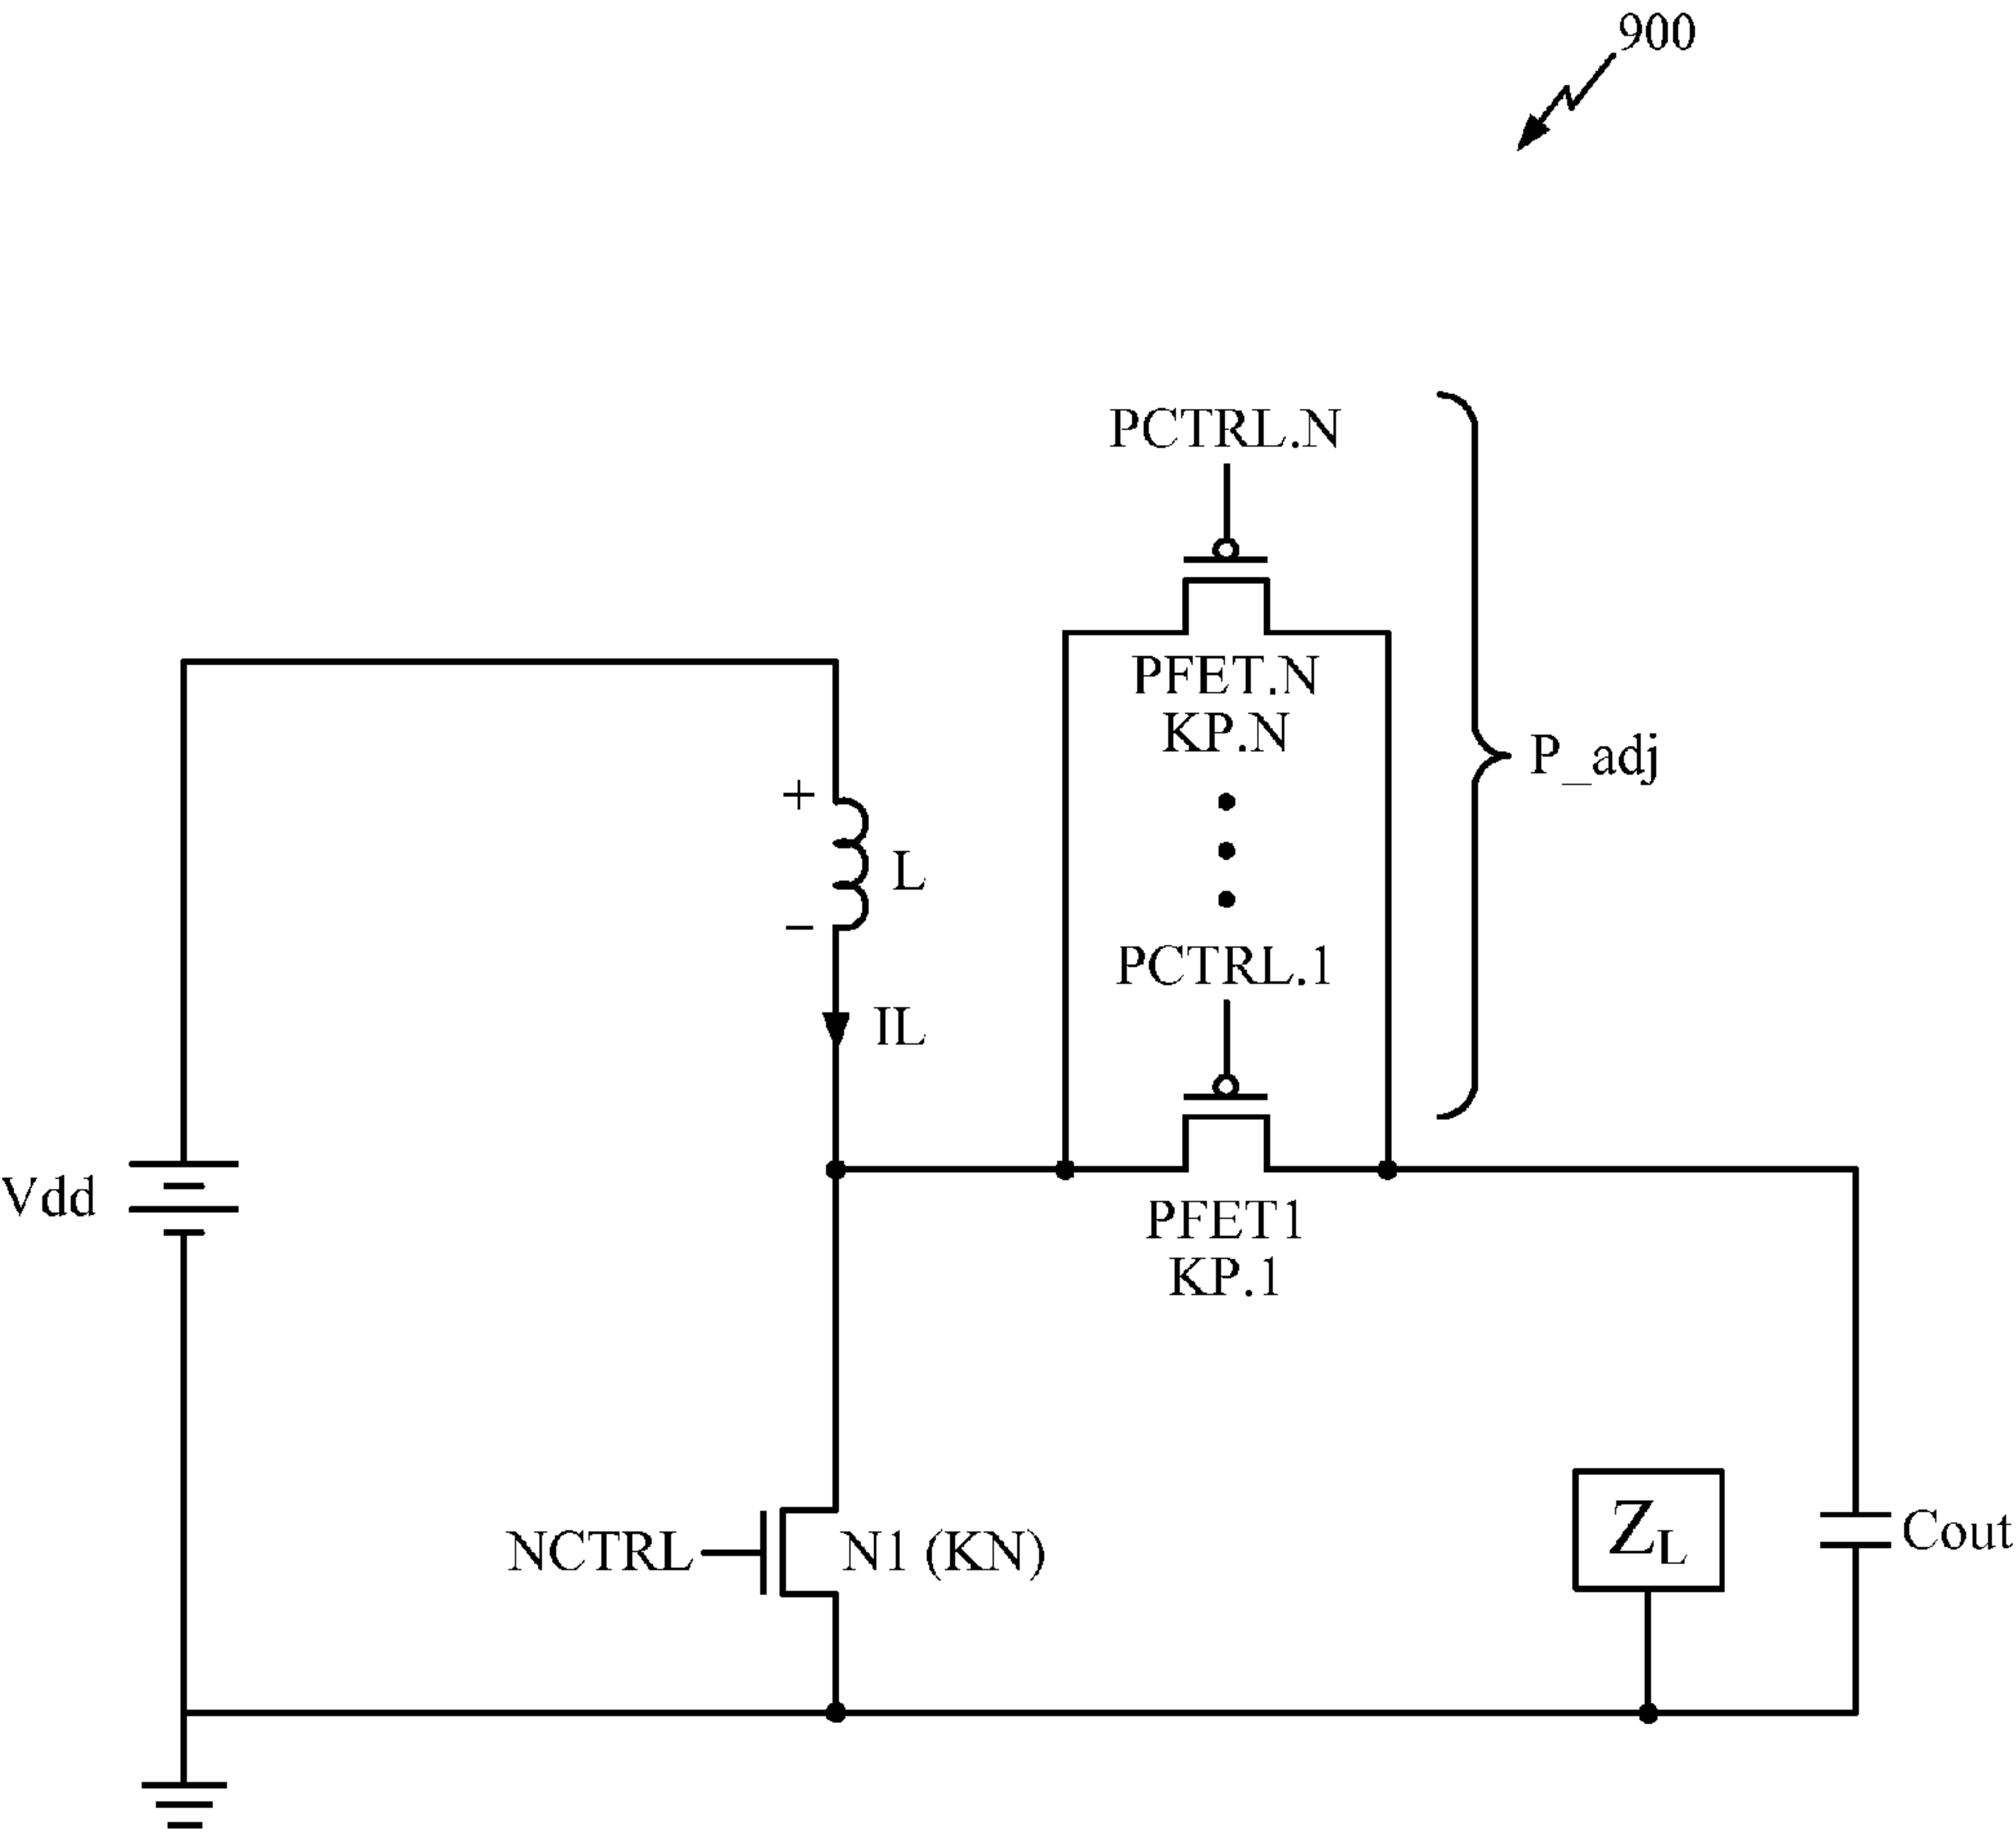 900
PCTRL.N
PFET.N
KP.N
P_adj
+
L
−
PCTRL.1
IL
Vdd
PFET1
KP.1
NCTRL
N1 (KN)
ZL
Cout